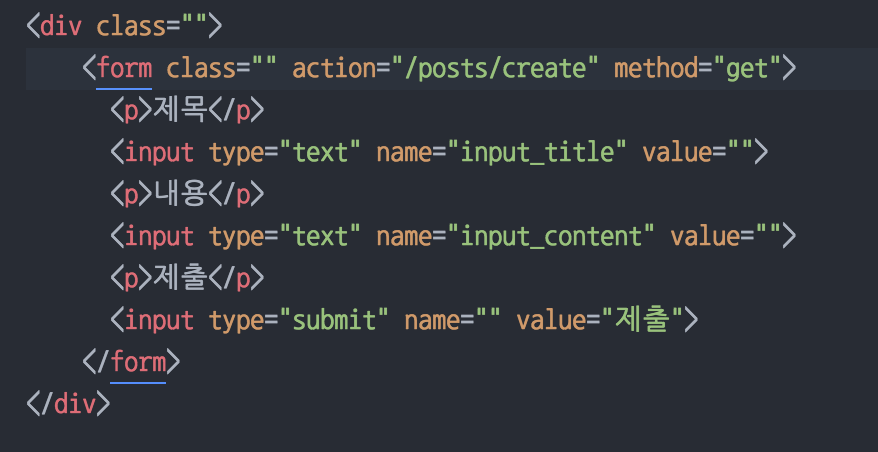 <div class="">
<form class="" action="/posts/create" method="get">
<p>제목</p>
<input type="text" name="input_title" value="">
<p>내용</p>
<input type="text" name="input_content" value="">
<p>제출</p>
<input type="submit" name="" value="제출">
</form>
</div>